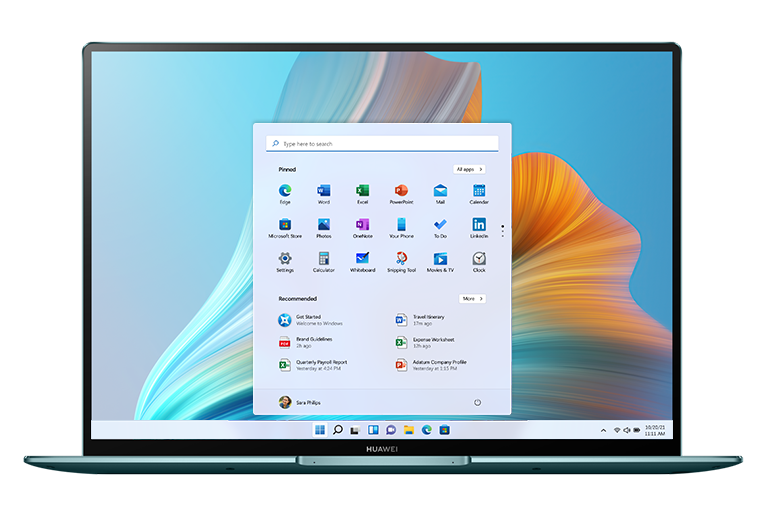 Type here to search
Pinned
All apps >
Edge
Word
Excel
PowerPoint
Mail
Calendar
Microsoft Store
Photos
OneNote
Your Phone
To Do
LinkedIn
Settings
Calculator
Whiteboard
Snipping Tool
Movies & TV
Clock
Recommended
More >
Get Started
Welcome to Windows
Travel Itinerary
17m ago
Brand Guidelines
2h ago
Expense Worksheet
12h ago
Quarterly Payroll Report
Yesterday at 4:24 PM
Adatum Company Profile
Yesterday at 1:15 PM
Sara Philips
10/20/21
11:11 AM
HUAWEI